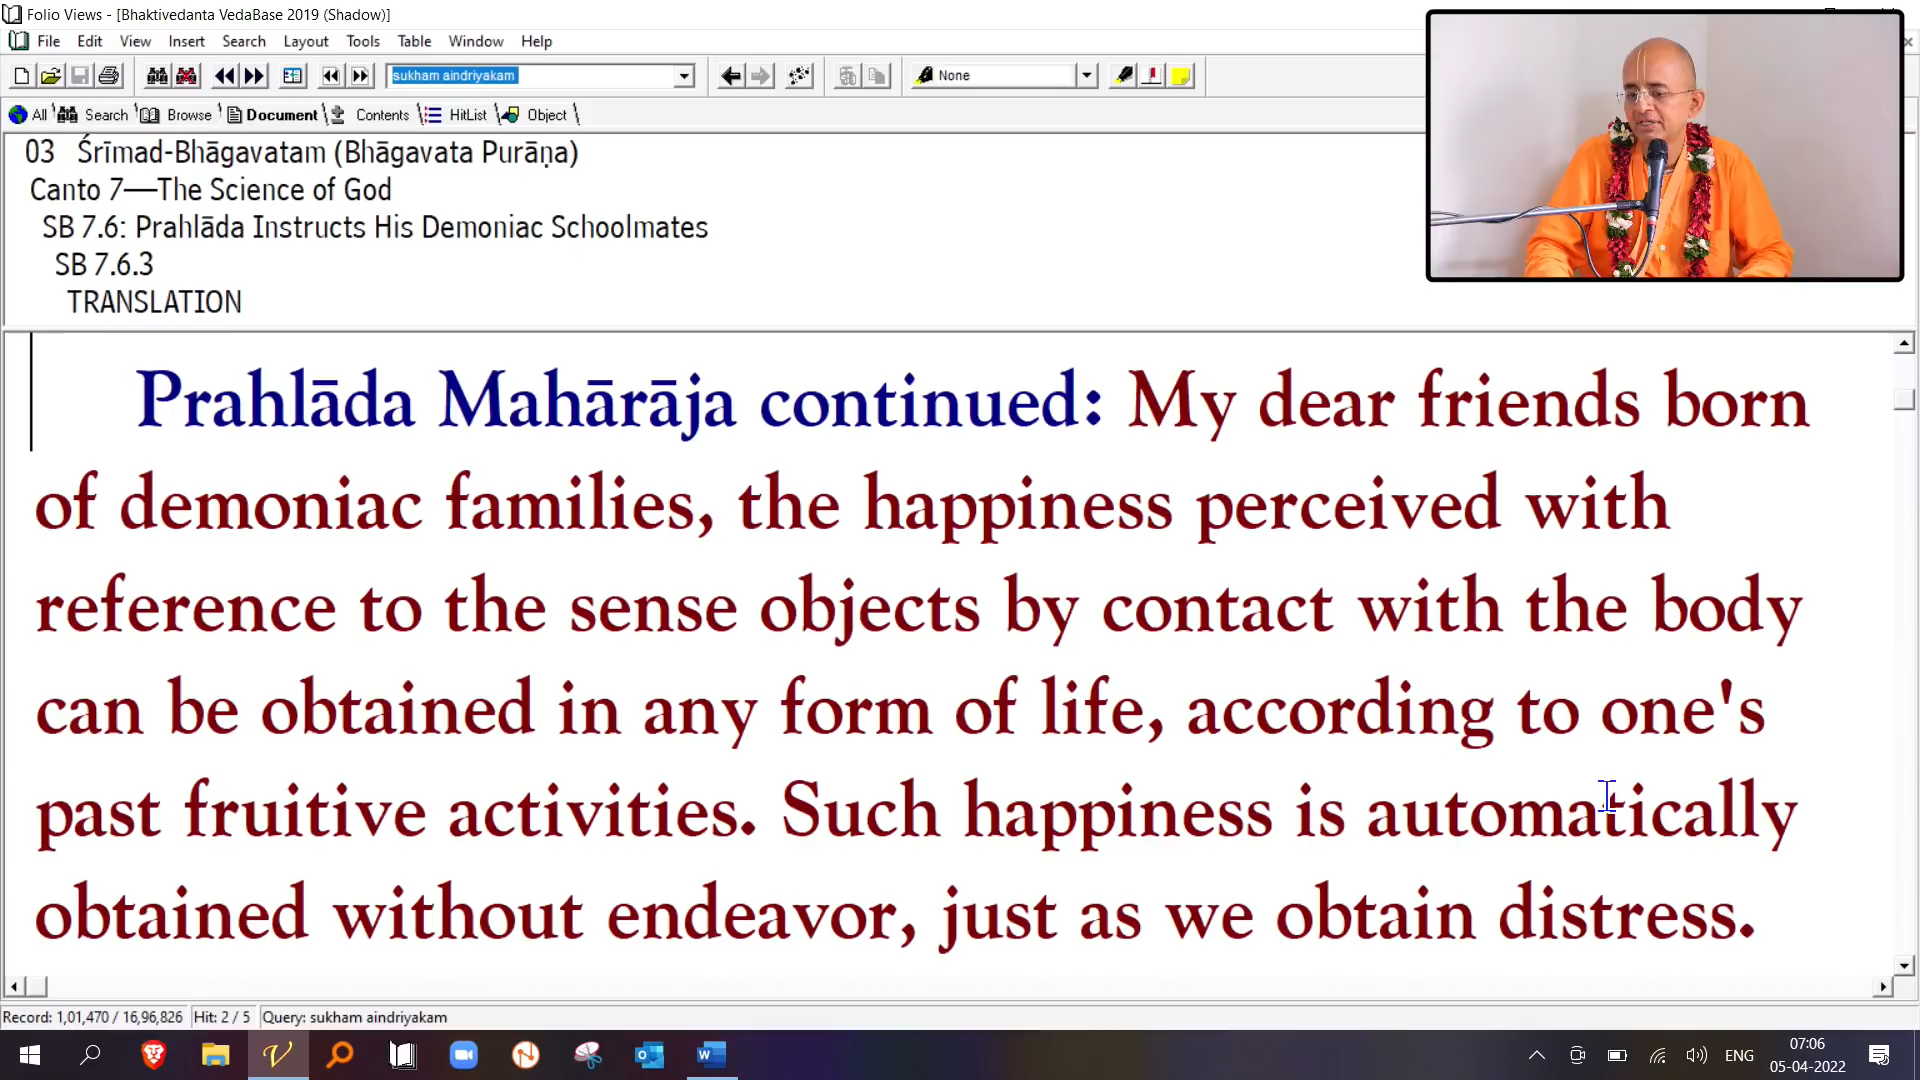 Folio Views - [Bhaktivedanta VedaBase 2019 (Shadow)]
File Edit View Insert Search Layout Tools Table Window Help
sukham aindriyakam None
All Search Browse Document Contents HitList Object
03 Śrīmad-Bhāgavatam (Bhāgavata Purāṇa)
Canto 7—The Science of God
SB 7.6: Prahlāda Instructs His Demoniac Schoolmates
SB 7.6.3
TRANSLATION
Prahlāda Mahārāja continued: My dear friends born
of demoniac families, the happiness perceived with
reference to the sense objects by contact with the body
can be obtained in any form of life, according to one's
past fruitive activities. Such happiness is automatically
obtained without endeavor, just as we obtain distress.
Record: 1,01,470 / 16,96,826 Hit: 2 / 5 Query: sukham aindriyakam
ENG
07:06
05-04-2022